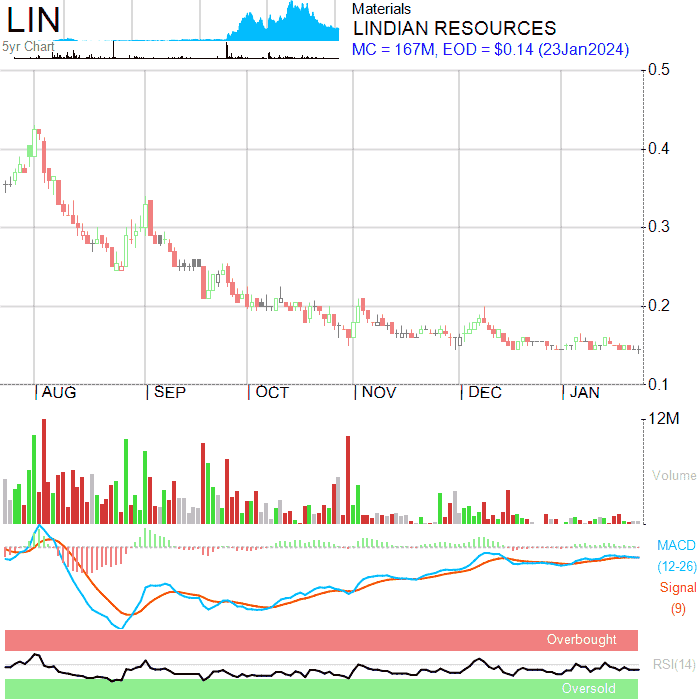 LIN
5yr Chart
Materials
LINDIAN RESOURCES
MC = 167M, EOD = $0.14 (23Jan2024)
0.5
0.4
0.3
0.2
0.1
AUG SEP OCT NOV DEC JAN
12M
Volume
MACD
(12-26)
Signal
(9)
Overbought
RSI(14)
Oversold